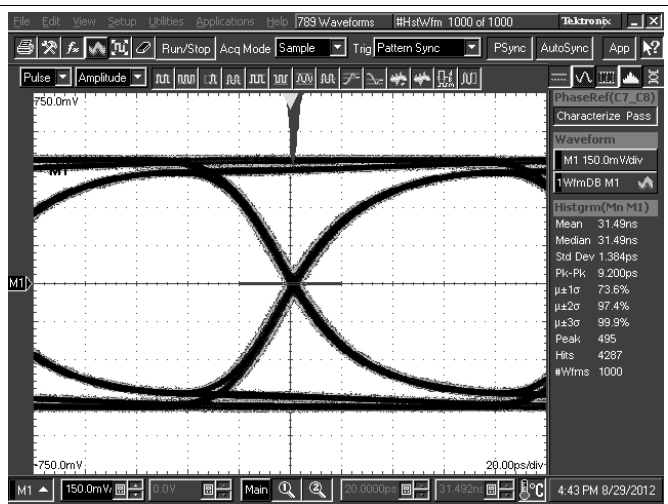 File Edit View Setup Utilities Applications Help 789 Waveforms #HstWfm 1000 of 1000 Tektronix
Run/Stop Acq Mode Sample Trig Pattern Sync PSync AutoSync App
Pulse Amplitude
750.0mV
PhaseRef(C7_C8)
Characterize Pass
Waveform
M1 150.0mV/div
1WfmDB M1
Histgrm(Mn M1)
Mean 31.49ns
Median 31.49ns
Std Dev 1.384ps
Pk-Pk 9.200ps
µ±1σ 73.6%
µ±2σ 97.4%
µ±3σ 99.9%
Peak 495
Hits 4287
#Wfms 1000
M1
M1
-750.0mV 20.00ps/div
M1 150.0mV/ 0.0V Main 20.0000ps 31.492ns °C 4:43 PM 8/29/2012